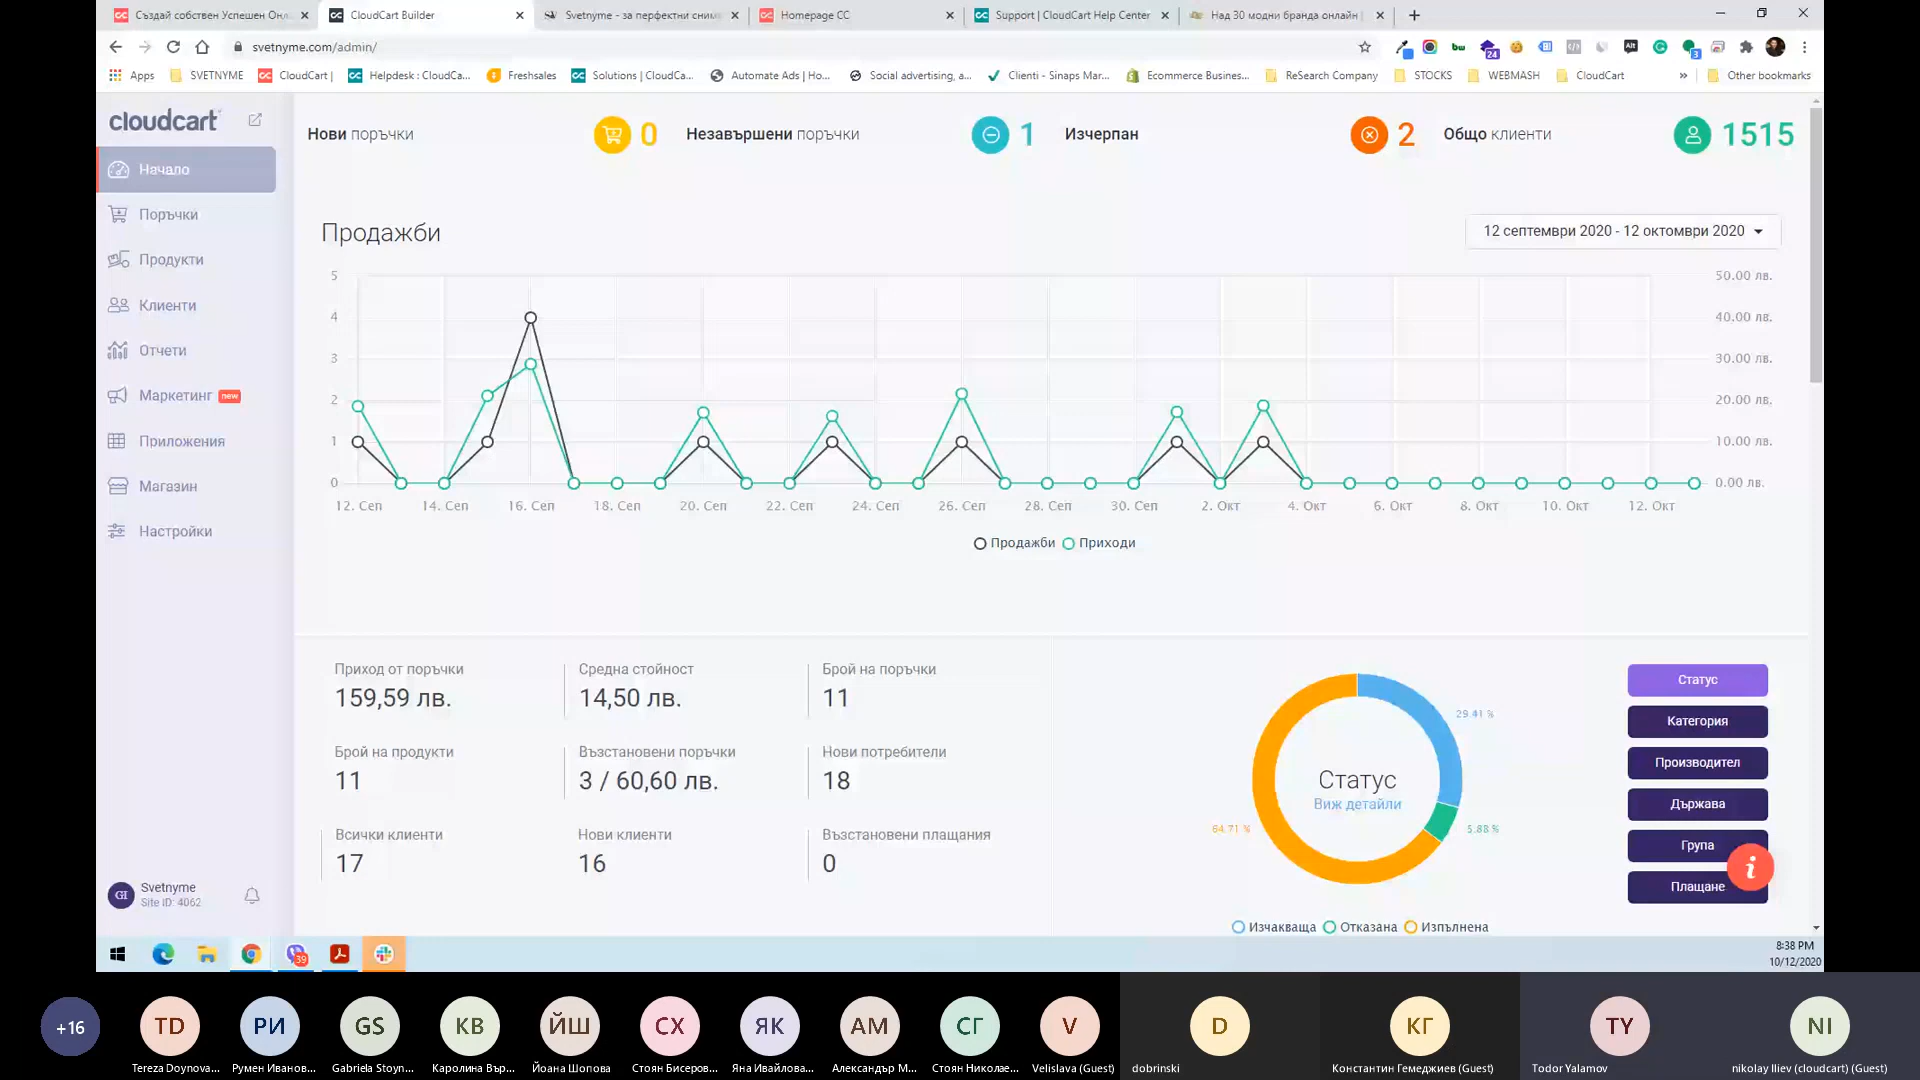 Създай собствен Успешен Онл
CloudCart Builder
Svetnyme - за перфектни сним
Homepage CC
Support | CloudCart Help Center
Над 30 модни бранда онлайн |
svetnyme.com/admin/
Apps
SVETNYME
CloudCart |
Helpdesk : CloudCa...
Freshsales
Solutions | CloudCa...
Automate Ads | Ho...
Social advertising, a...
Clienti - Sinaps Mar...
Ecommerce Busines...
ReSearch Company
STOCKS
WEBMASH
CloudCart
»
Other bookmarks
cloudcart
Начало
Поръчки
Продукти
Клиенти
Отчети
Маркетинг new
Приложения
Магазин
Настройки
GI
Svetnyme
Site ID: 4062
Нови поръчки 0
Незавършени поръчки 1
Изчерпан 2
Общо клиенти 1515
Продажби
12 септември 2020 - 12 октомври 2020
5
4
3
2
1
0
50.00 лв.
40.00 лв.
30.00 лв.
20.00 лв.
10.00 лв.
0.00 лв.
12. Сеп 14. Сеп 16. Сеп 18. Сеп 20. Сеп 22. Сеп 24. Сеп 26. Сеп 28. Сеп 30. Сеп 2. Окт 4. Окт 6. Окт 8. Окт 10. Окт 12. Окт
Продажби Приходи
Приход от поръчки
159,59 лв.
Средна стойност
14,50 лв.
Брой на поръчки
11
Брой на продукти
11
Възстановени поръчки
3 / 60,60 лв.
Нови потребители
18
Всички клиенти
17
Нови клиенти
16
Възстановени плащания
0
29.41 %
5.88 %
64.71 %
Статус
Виж детайли
Изчакваща Отказана Изпълнена
Статус
Категория
Производител
Държава
Група
Плащане
i
39
8:38 PM
10/12/2020
+16
TD
РИ
GS
КВ
ЙШ
СХ
ЯК
АМ
СГ
V
D
КГ
TY
NI
Tereza Doynova...
Румен Иванов...
Gabriela Stoyn...
Каролина Вър...
Йоана Шопова
Стоян Бисеров...
Яна Ивайлова...
Александър М...
Стоян Николае...
Velislava (Guest)
dobrinski
Константин Гемеджиев (Guest)
Todor Yalamov
nikolay Iliev (cloudcart) (Guest)